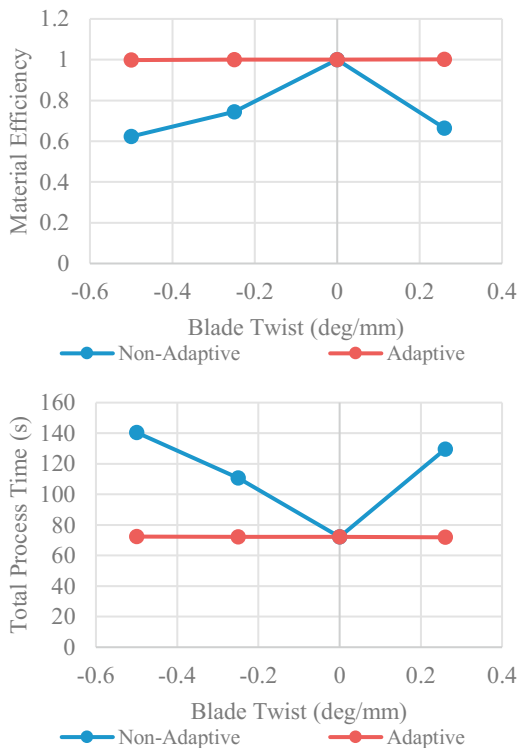 1.2
1
0.8
0.6
0.4
0.2
0
Material Efficiency
-0.6 -0.4 -0.2 0 0.2 0.4
Blade Twist (deg/mm)
Non-Adaptive Adaptive
160
140
120
100
80
60
40
20
0
Total Process Time (s)
-0.6 -0.4 -0.2 0 0.2 0.4
Blade Twist (deg/mm)
Non-Adaptive Adaptive